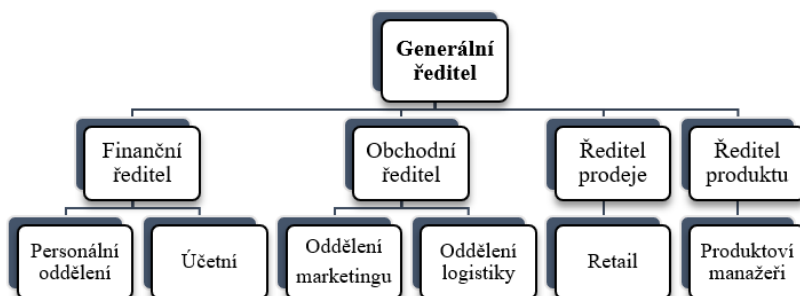 Generální
ředitel
Finanční
ředitel
Obchodní
ředitel
Ředitel
prodeje
Ředitel
produktu
Personální
oddělení
Účetní
Oddělení
marketingu
Oddělení
logistiky
Retail
Produktoví
manažeři